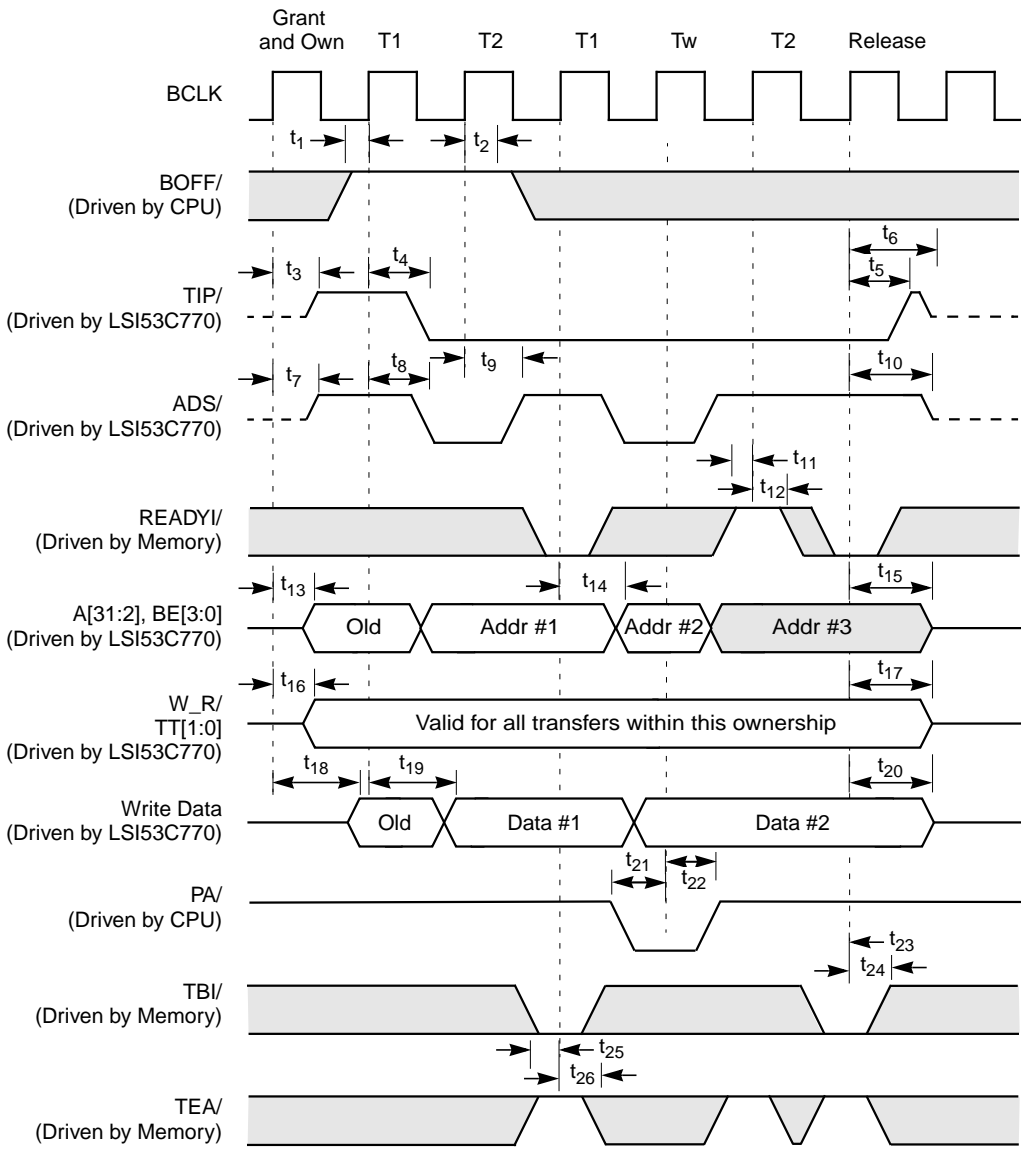 Grant
and Own T1 T2 T1 Tw T2 Release
BCLK
t1 t2
BOFF/
(Driven by CPU)
t6
t3 t4 t5
TIP/
(Driven by LSI53C770)
t7 t8 t9 t10
ADS/
(Driven by LSI53C770)
t11
t12
READYI/
(Driven by Memory)
t13 t14 t15
A[31:2], BE[3:0]
(Driven by LSI53C770)
Old Addr #1 Addr #2 Addr #3
t16 t17
W_R/
TT[1:0]
(Driven by LSI53C770)
Valid for all transfers within this ownership
t18 t19 t20
Write Data
(Driven by LSI53C770)
Old Data #1 Data #2
t21 t22
PA/
(Driven by CPU)
t23
t24
TBI/
(Driven by Memory)
t25
t26
TEA/
(Driven by Memory)